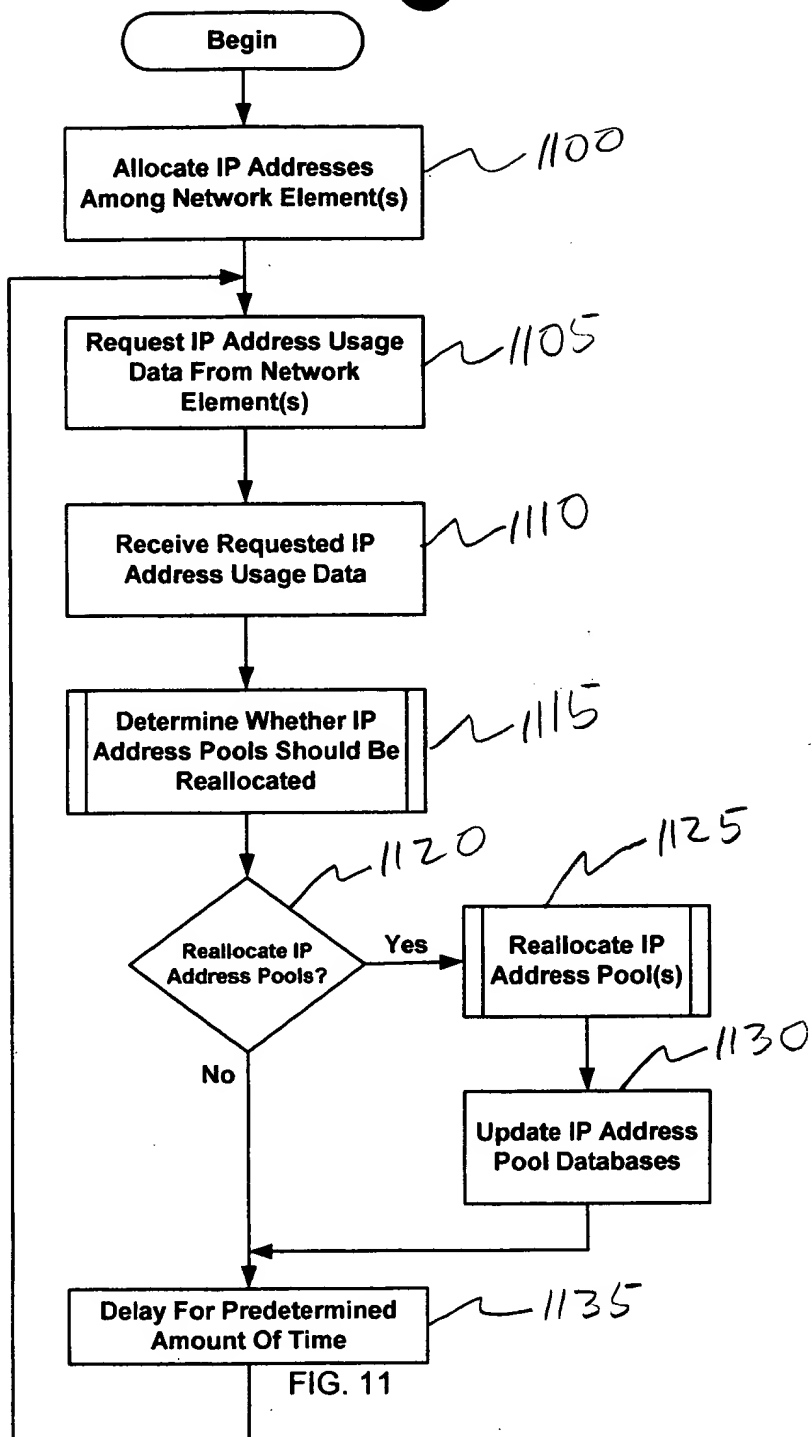 Begin
Allocate IP Addresses
Among Network Element(s)
1100
Request IP Address Usage
Data From Network
Element(s)
1105
Receive Requested IP
Address Usage Data
1110
Determine Whether IP
Address Pools Should Be
Reallocated
1115
1120
Reallocate IP
Address Pools?
Yes
No
1125
Reallocate IP
Address Pool(s)
1130
Update IP Address
Pool Databases
Delay For Predetermined
Amount Of Time
1135
FIG. 11